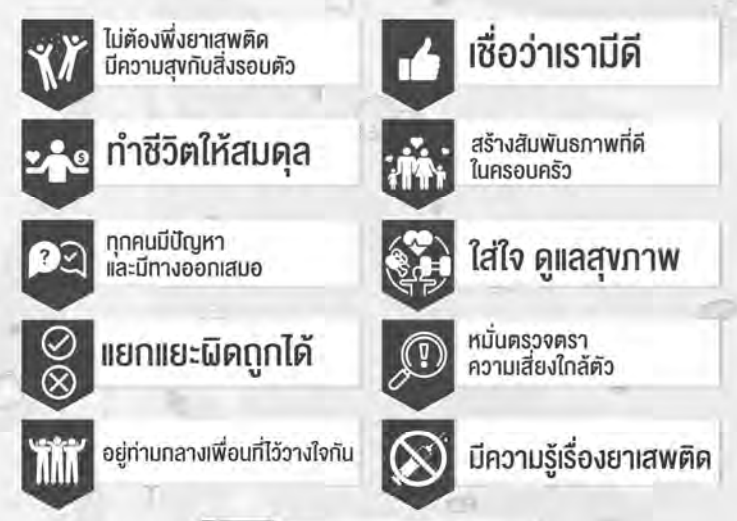 ไม่ต้องพึ่งยาเสพติด
มีความสุขกับสิ่งรอบตัว
เชื่อว่าเรามีดี
ทำชีวิตให้สมดุล
สร้างสัมพันธภาพที่ดี
ในครอบครัว
ทุกคนมีปัญหา
และมีทางออกเสมอ
ใส่ใจ ดูแลสุขภาพ
แยกแยะผิดถูกได้
หมั่นตรวจตรา
ความเสี่ยงใกล้ตัว
อยู่ท่ามกลางเพื่อนที่ไว้วางใจกัน
มีความรู้เรื่องยาเสพติด